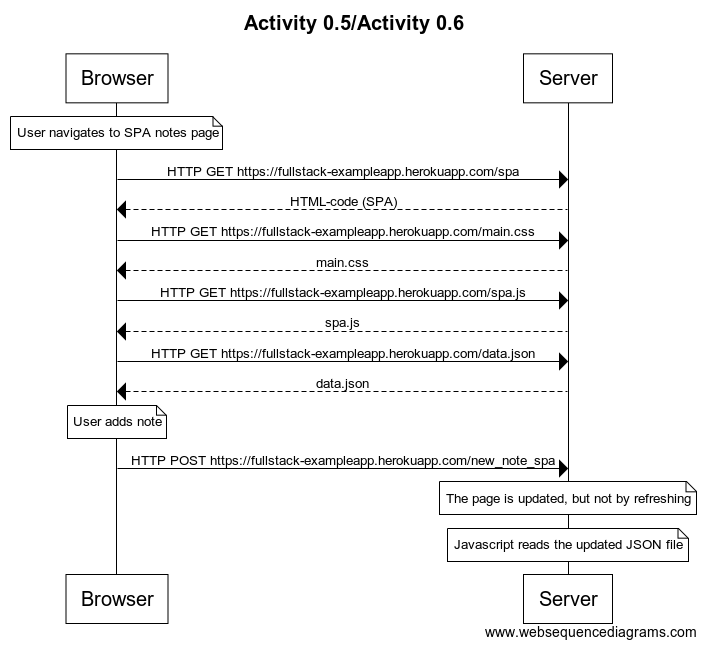 Activity 0.5/Activity 0.6
Browser
Server
User navigates to SPA notes page
HTTP GET https://fullstack-exampleapp.herokuapp.com/spa
HTML-code (SPA)
HTTP GET https://fullstack-exampleapp.herokuapp.com/main.css
main.css
HTTP GET https://fullstack-exampleapp.herokuapp.com/spa.js
spa.js
HTTP GET https://fullstack-exampleapp.herokuapp.com/data.json
data.json
User adds note
HTTP POST https://fullstack-exampleapp.herokuapp.com/new_note_spa
The page is updated, but not by refreshing
Javascript reads the updated JSON file
Browser
Server
www.websequencediagrams.com